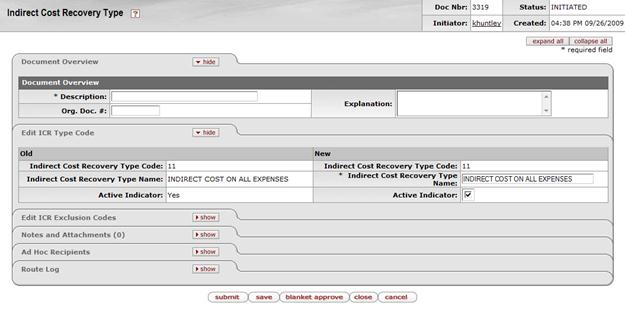 Indirect Cost Recovery Type ?
Doc Nbr: 3319 Status: INITIATED
Initiator: khuntley Created: 04:38 PM 09/26/2009
expand all collapse all
* required field
Document Overview hide
Document Overview
* Description: Explanation:
Org. Doc. #:
Edit ICR Type Code hide
Old New
Indirect Cost Recovery Type Code: 11 Indirect Cost Recovery Type Code: 11
Indirect Cost Recovery Type Name: INDIRECT COST ON ALL EXPENSES * Indirect Cost Recovery Type Name: INDIRECT COST ON ALL EXPENSES
Active Indicator: Yes Active Indicator:
Edit ICR Exclusion Codes show
Notes and Attachments (0) show
Ad Hoc Recipients show
Route Log show
submit save blanket approve close cancel